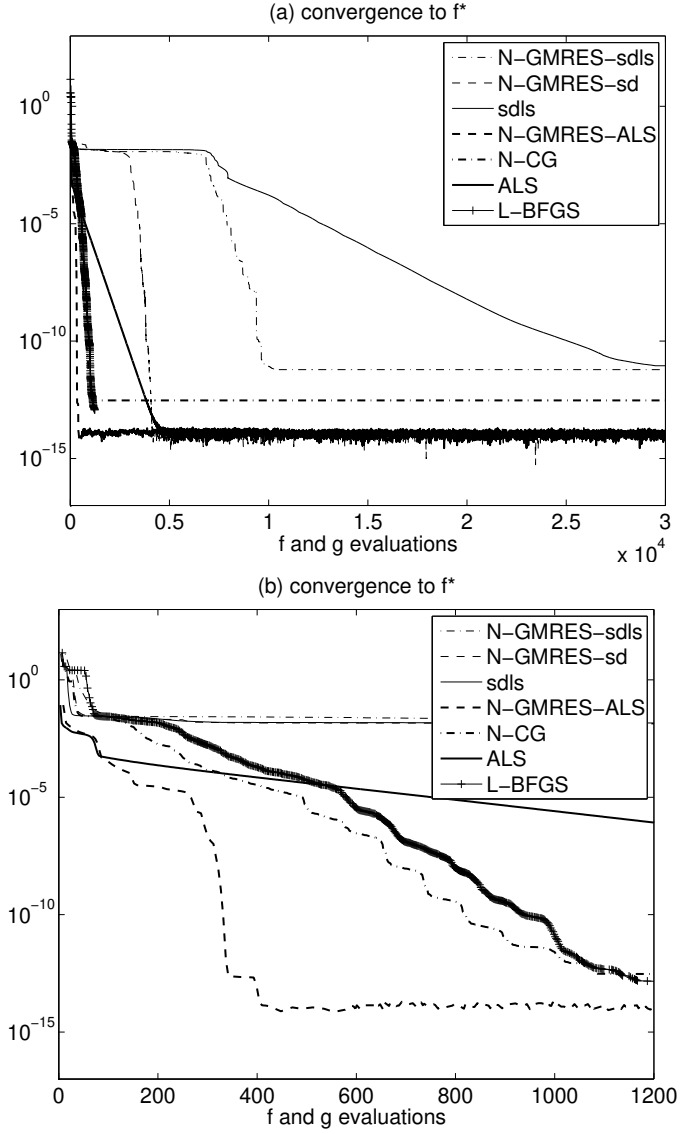 (a) convergence to f*
10^0
10^−5
10^−10
10^−15
N−GMRES−sdls
N−GMRES−sd
sdls
N−GMRES−ALS
N−CG
ALS
L−BFGS
0 0.5 1 1.5 2 2.5 3
f and g evaluations
x 10^4
(b) convergence to f*
10^0
10^−5
10^−10
10^−15
N−GMRES−sdls
N−GMRES−sd
sdls
N−GMRES−ALS
N−CG
ALS
L−BFGS
0 200 400 600 800 1000 1200
f and g evaluations